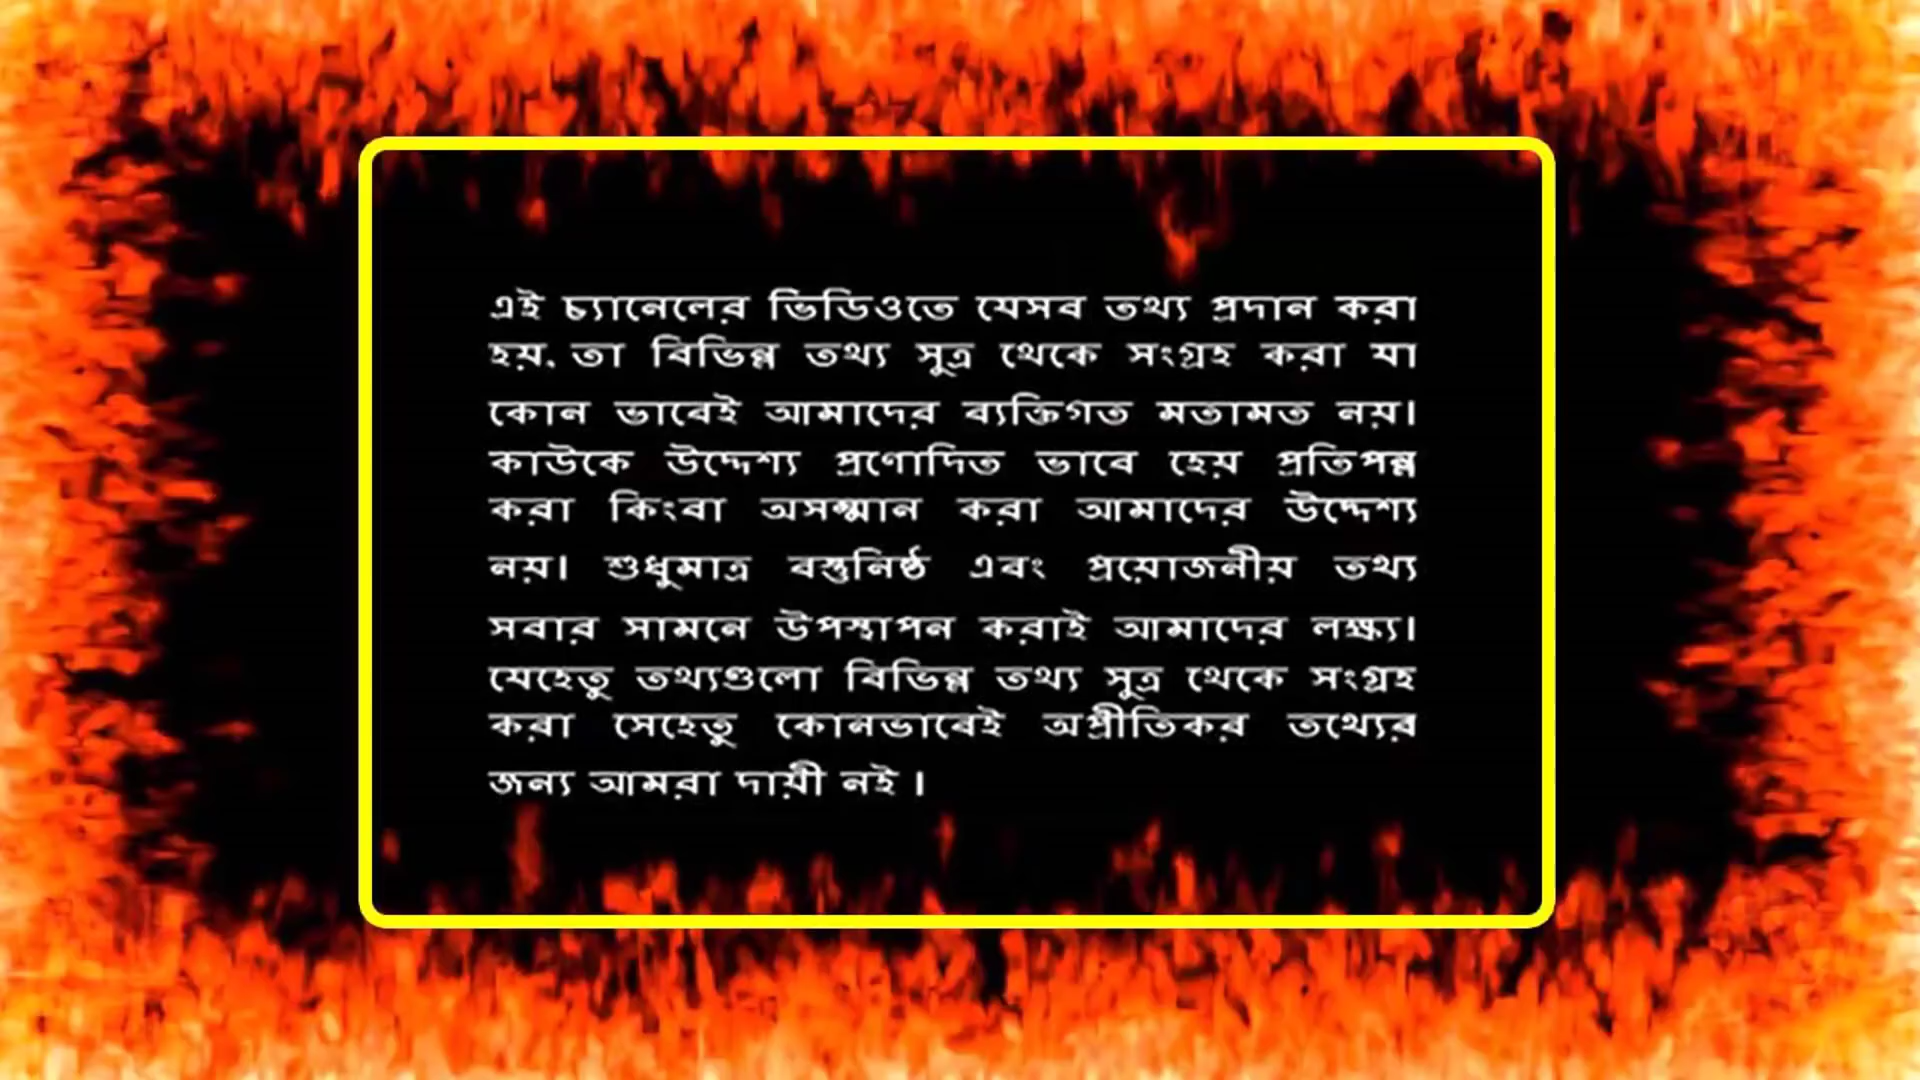 এই চ্যানেলের ভিডিওতে যেসব তথ্য প্রদান করা
হয়, তা বিভিন্ন তথ্য সুত্র থেকে সংগ্রহ করা যা
কোন ভাবেই আমাদের ব্যক্তিগত মতামত নয়।
কাউকে উদ্দেশ্য প্রণোদিত ভাবে হেয় প্রতিপন্ন
করা কিংবা অসম্মান করা আমাদের উদ্দেশ্য
নয়। শুধুমাত্র বস্তুনিষ্ঠ এবং প্রয়োজনীয় তথ্য
সবার সামনে উপস্থাপন করাই আমাদের লক্ষ্য।
যেহেতু তথ্যগুলো বিভিন্ন তথ্য সুত্র থেকে সংগ্রহ
করা সেহেতু কোনভাবেই অপ্রীতিকর তথ্যের
জন্য আমরা দায়ী নই ।